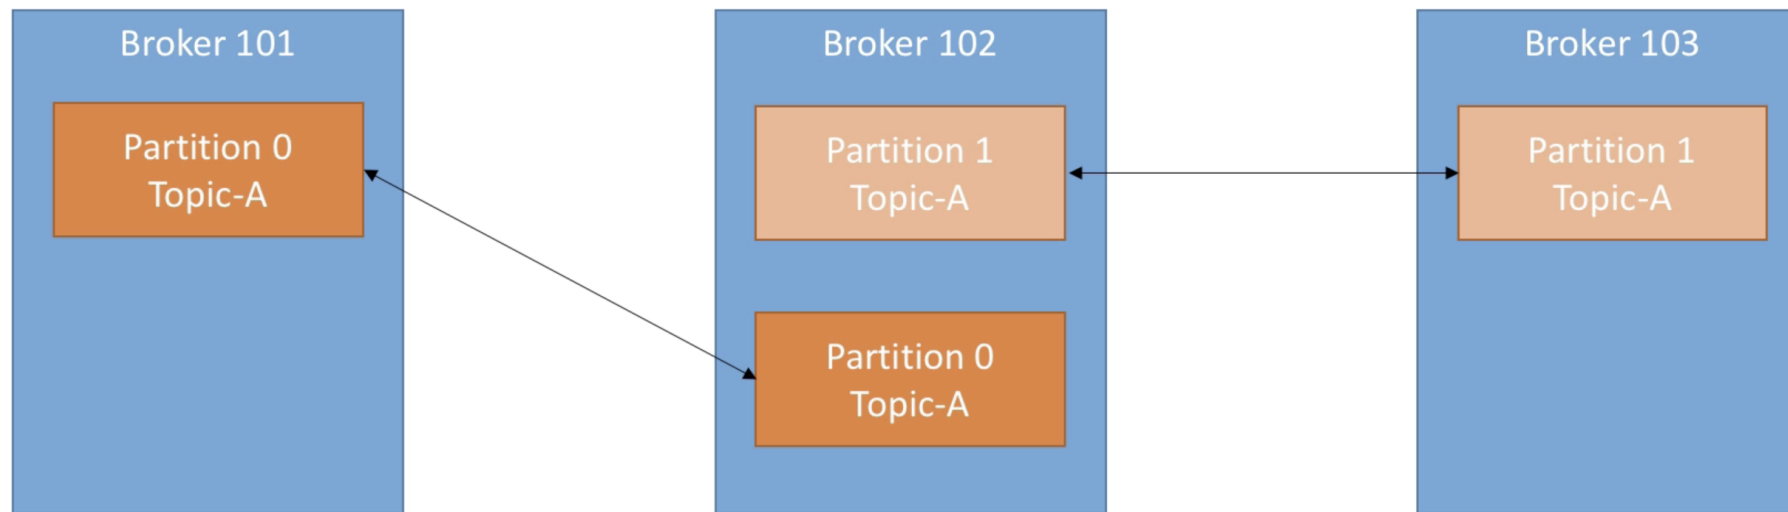 Broker 101
Partition 0
Topic-A
Broker 102
Partition 1
Topic-A
Partition 0
Topic-A
Broker 103
Partition 1
Topic-A